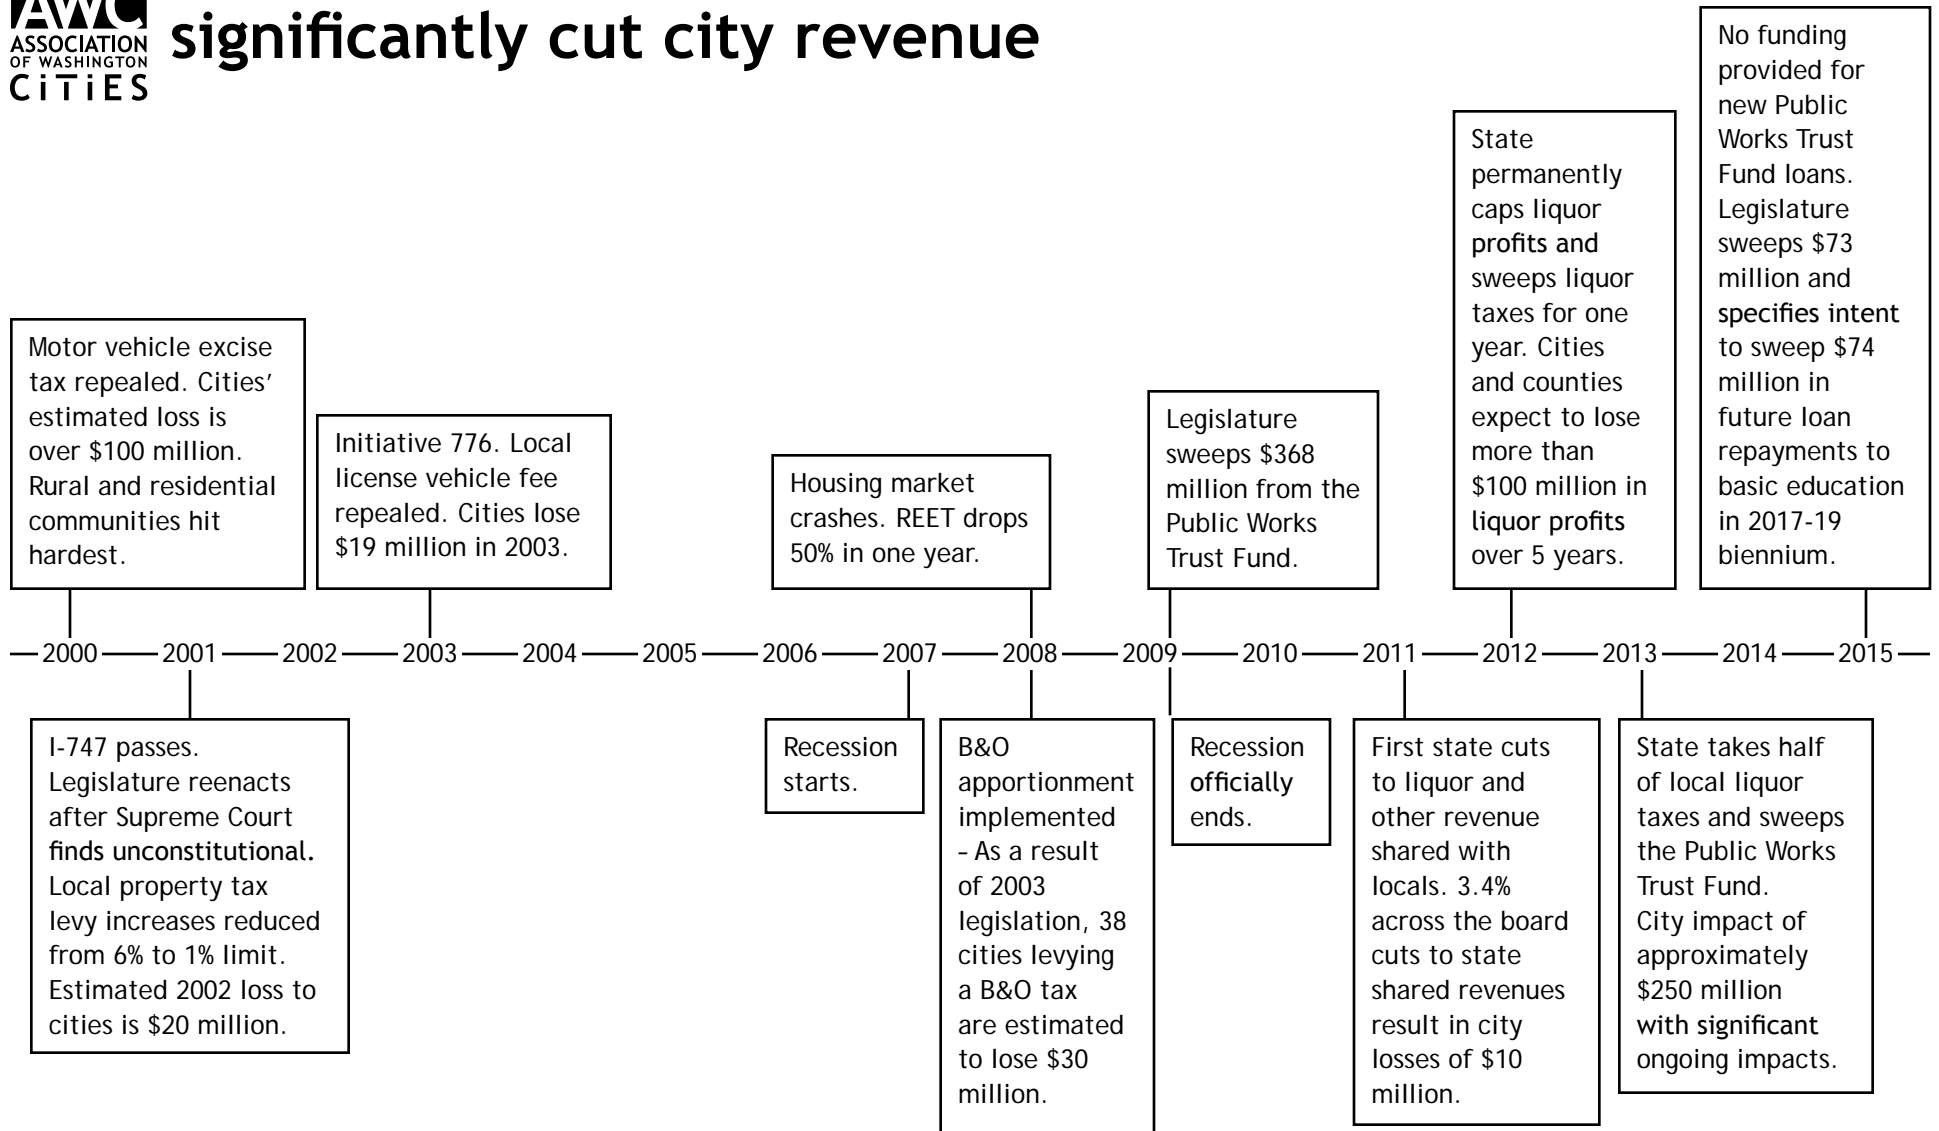 AWC
ASSOCIATION
OF WASHINGTON
CiTiES
significantly cut city revenue
Motor vehicle excise
tax repealed. Cities’
estimated loss is
over $100 million.
Rural and residential
communities hit
hardest.
Initiative 776. Local
license vehicle fee
repealed. Cities lose
$19 million in 2003.
Housing market
crashes. REET drops
50% in one year.
Legislature
sweeps $368
million from the
Public Works
Trust Fund.
State
permanently
caps liquor
profits and
sweeps liquor
taxes for one
year. Cities
and counties
expect to lose
more than
$100 million in
liquor profits
over 5 years.
No funding
provided for
new Public
Works Trust
Fund loans.
Legislature
sweeps $73
million and
specifies intent
to sweep $74
million in
future loan
repayments to
basic education
in 2017-19
biennium.
2000 2001 2002 2003 2004 2005 2006 2007 2008 2009 2010 2011 2012 2013 2014 2015
I-747 passes.
Legislature reenacts
after Supreme Court
finds unconstitutional.
Local property tax
levy increases reduced
from 6% to 1% limit.
Estimated 2002 loss to
cities is $20 million.
Recession
starts.
B&O
apportionment
implemented
– As a result
of 2003
legislation, 38
cities levying
a B&O tax
are estimated
to lose $30
million.
Recession
officially
ends.
First state cuts
to liquor and
other revenue
shared with
locals. 3.4%
across the board
cuts to state
shared revenues
result in city
losses of $10
million.
State takes half
of local liquor
taxes and sweeps
the Public Works
Trust Fund.
City impact of
approximately
$250 million
with significant
ongoing impacts.